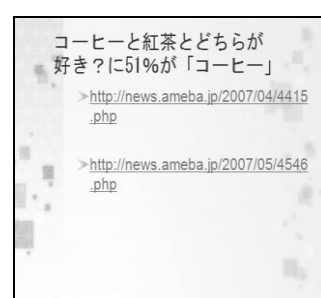 コーヒーと紅茶とどちらが
好き？に51%が「コーヒー」
➢http://news.ameba.jp/2007/04/4415
.php
➢http://news.ameba.jp/2007/05/4546
.php